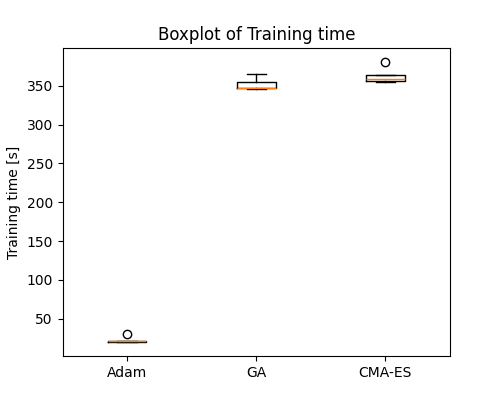 Boxplot of Training time
Training time [s]
350
300
250
200
150
100
50
Adam
GA
CMA-ES